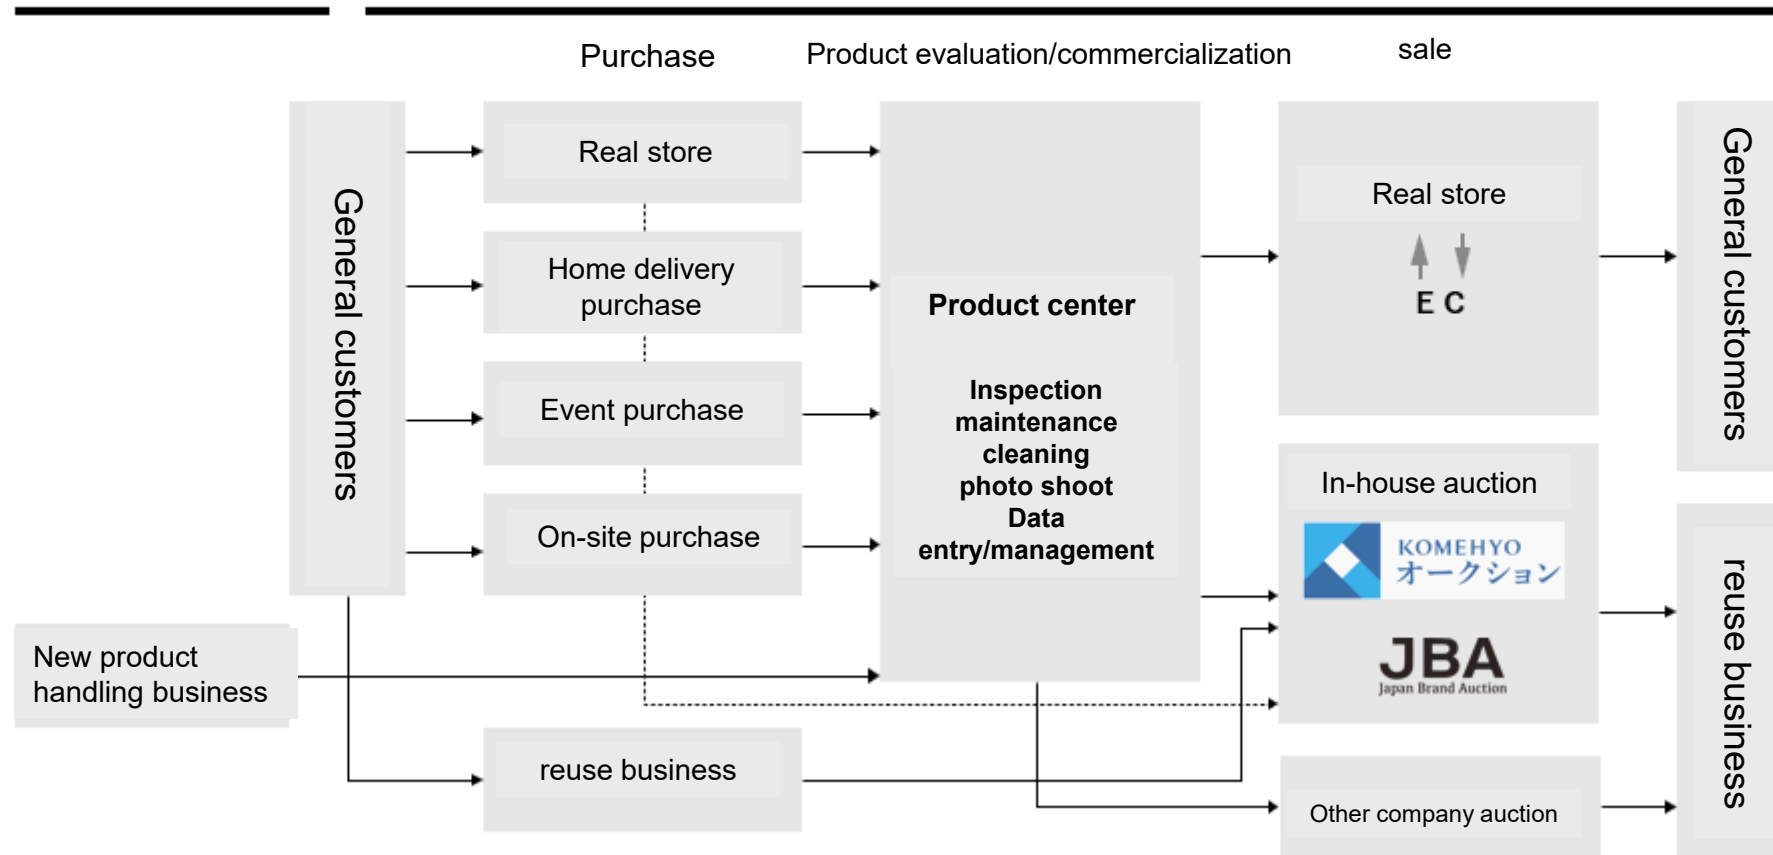 Purchase
Product evaluation/commercialization
sale
General customers
Real store
Home delivery
purchase
Event purchase
On-site purchase
New product
handling business
reuse business
Product center
Inspection
maintenance
cleaning
photo shoot
Data
entry/management
Real store
E C
In-house auction
KOMEHYO
オークション
JBA
Japan Brand Auction
Other company auction
General customers
reuse business